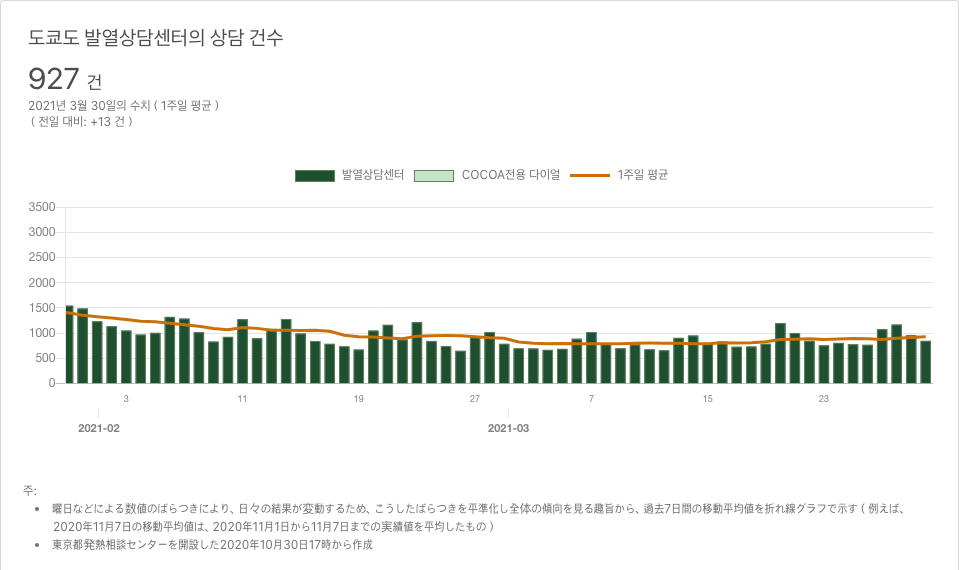 도쿄도 발열상담센터의 상담 건수
927 건
2021년 3월 30일의 수치 ( 1주일 평균 )
( 전일 대비: +13 건 )
발열상담센터 COCOA전용 다이얼 1주일 평균
3500
3000
2500
2000
1500
1000
500
0
3 11 19 27 7 15 23
2021-02 2021-03
주:
• 曜日などによる数値のばらつきにより、日々の結果が変動するため、こうしたばらつきを平準化し全体の傾向を見る趣旨から、過去7日間の移動平均値を折れ線グラフで示す ( 例えば、
2020年11月7日の移動平均値は、2020年11月1日から11月7日までの実績値を平均したもの )
• 東京都発熱相談センターを開設した2020年10月30日17時から作成